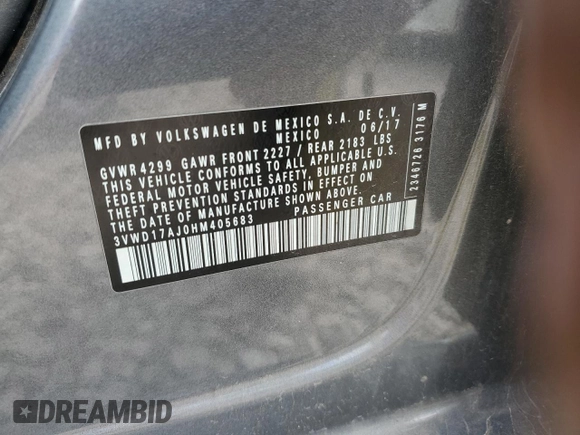 MFD BY VOLKSWAGEN DE MEXICO S.A. DE C.V.
MEXICO 06/17
GVWR 4299 GAWR FRONT 2227 / REAR 2183 LBS
THIS VEHICLE CONFORMS TO ALL APPLICABLE U.S.
FEDERAL MOTOR VEHICLE SAFETY, BUMPER AND
THEFT PREVENTION STANDARDS IN EFFECT ON
THE DATE OF MANUFACTURE SHOWN ABOVE.
3VWD17AJ0HM405683 PASSENGER CAR
2346726 3176 M
DREAMBID